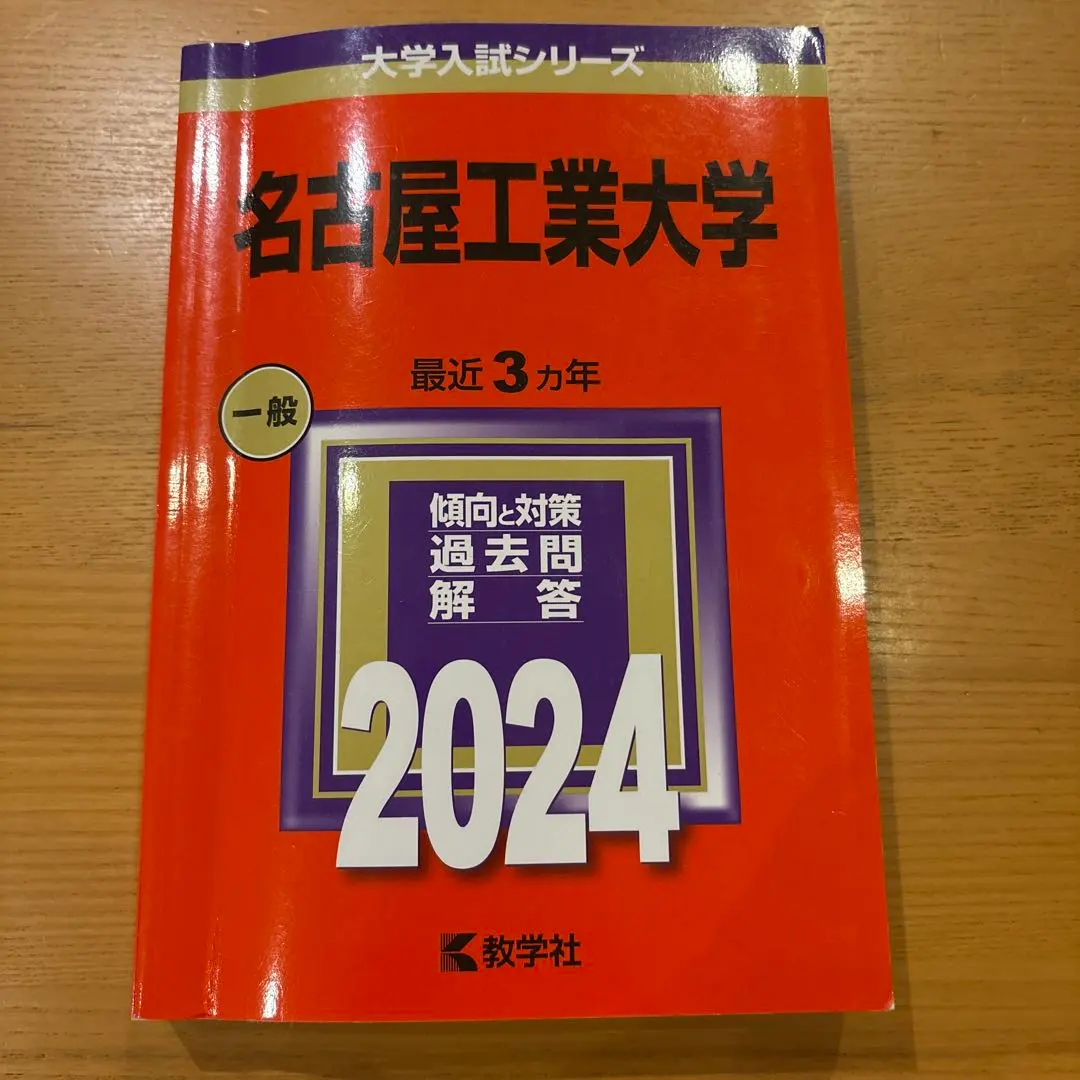 大学入試シリーズ
名古屋工業大学
最近3カ年
一般
傾向と対策
過去問
解答
2024
教学社